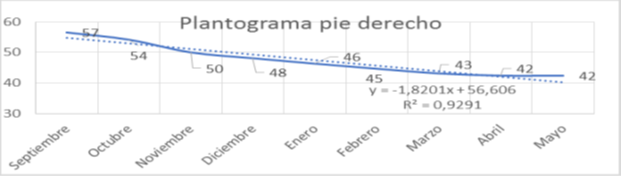 Plantograma pie derecho
60
50
40
30
57
54
50
48
46
45
43
42
42
y = -1,8201x + 56,606
R² = 0,9291
Septiembre
Octubre
Noviembre
Diciembre
Enero
Febrero
Marzo
Abril
Mayo